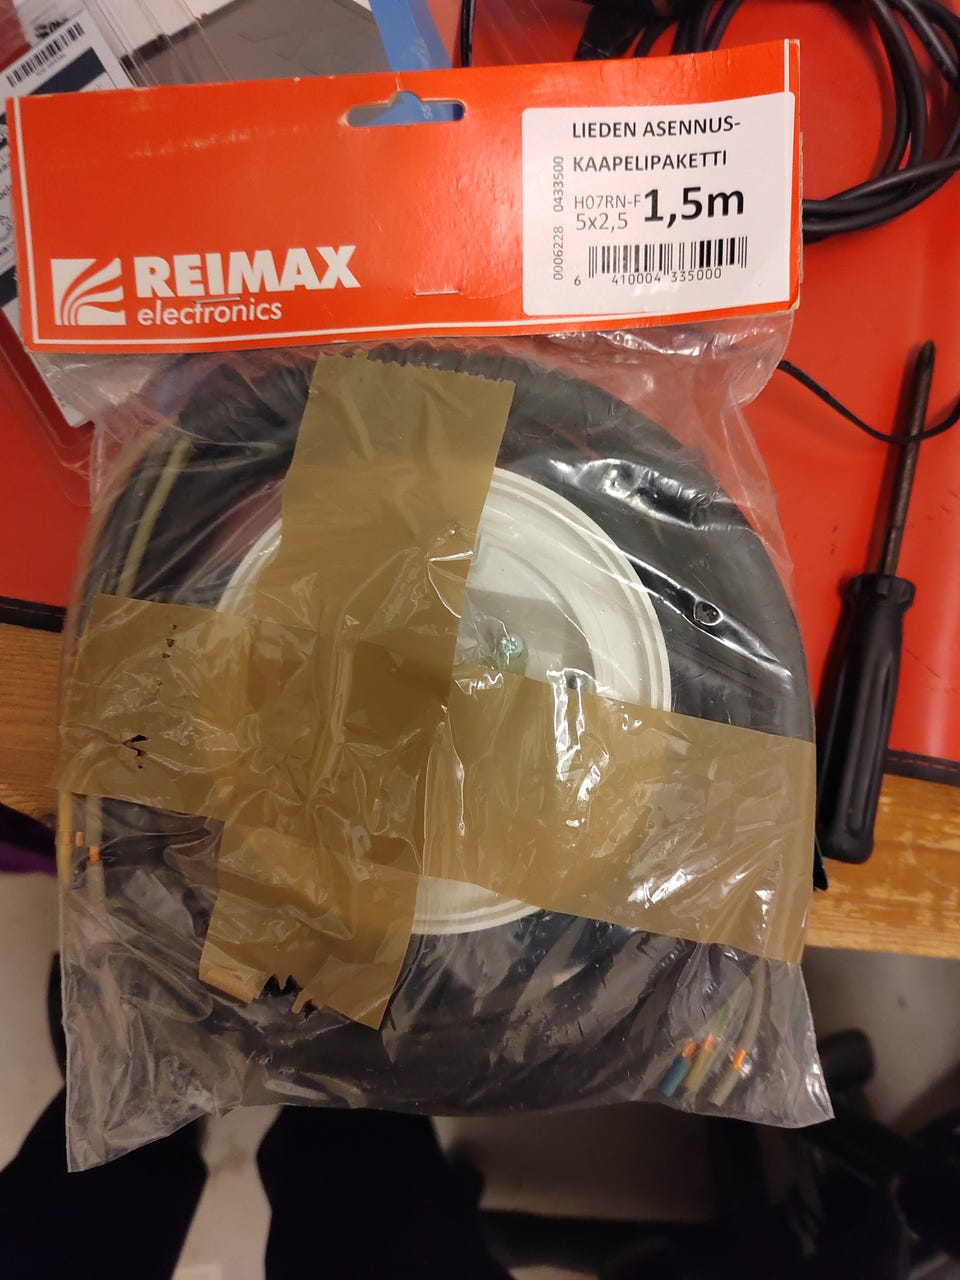 REIMAX
electronics
LIEDEN ASENNUS-
KAAPELIPAKETTI
H07RN-F
5x2,5
1,5m
0006228 0433500
6 410004 335000